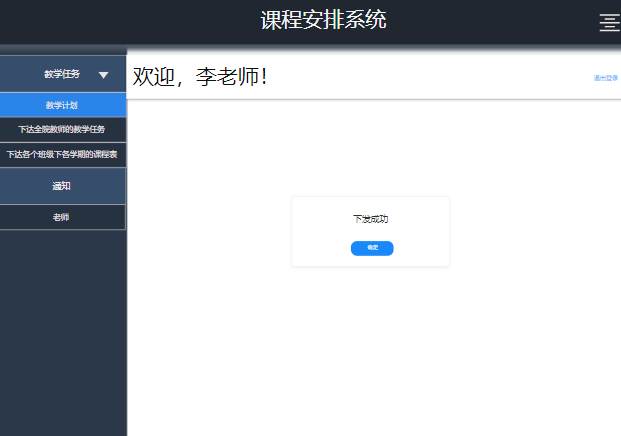 课程安排系统
教学任务
欢迎，李老师！
退出登录
教学计划
下达全院教师的教学任务
下达各个班级下各学期的课程表
通知
老师
下发成功
确定